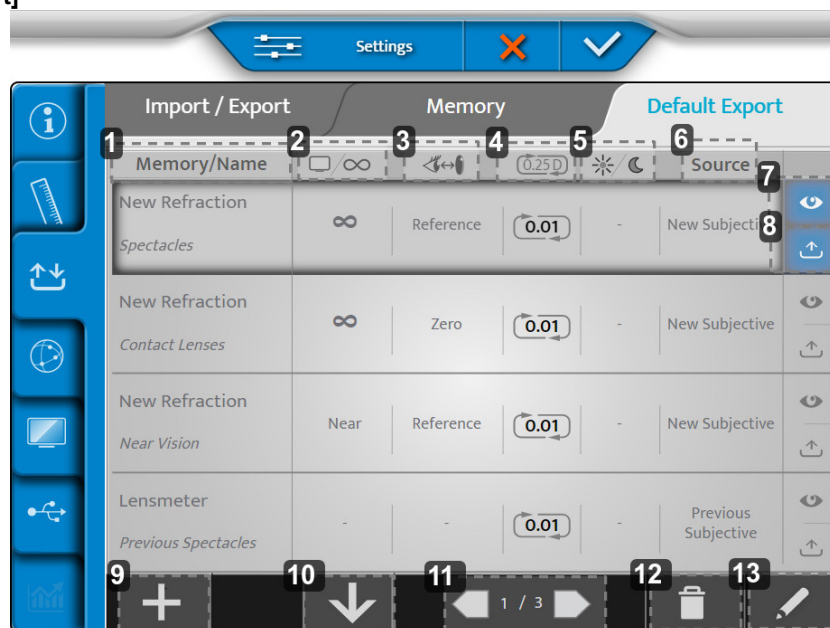 t]
Settings
Import / Export
Memory
Default Export
1 2 3 4 5 6
Memory/Name / 0.25 D / Source
7
New Refraction
Spectacles
∞ Reference 0.01 - New Subjecti
8
New Refraction
Contact Lenses
∞ Zero 0.01 - New Subjective
New Refraction
Near Vision
Near Reference 0.01 - New Subjective
Lensmeter
Previous Spectacles
- - 0.01 - Previous
Subjective
9 10 11 12 13
1 / 3